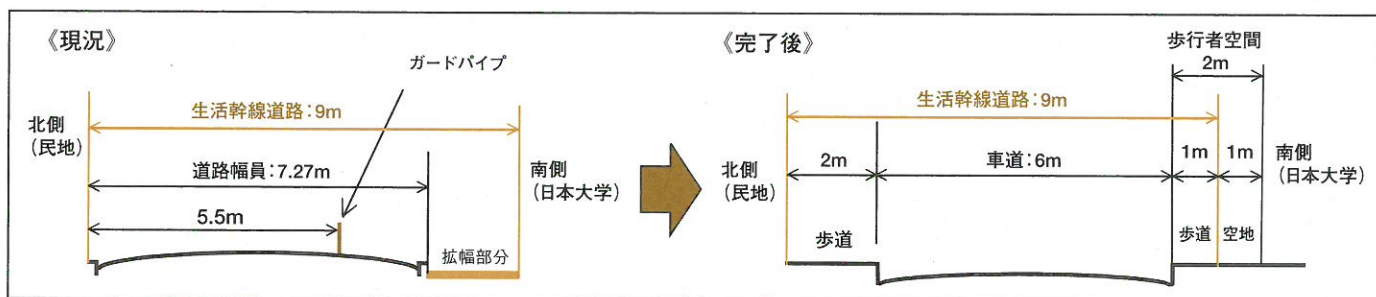 《現況》
ガードパイプ
生活幹線道路：9m
北側
（民地）
道路幅員：7.27m
南側
（日本大学）
5.5m
拡幅部分
《完了後》
歩行者空間
2m
生活幹線道路：9m
北側
（民地）
2m
車道：6m
1m
1m
南側
（日本大学）
歩道
歩道
空地